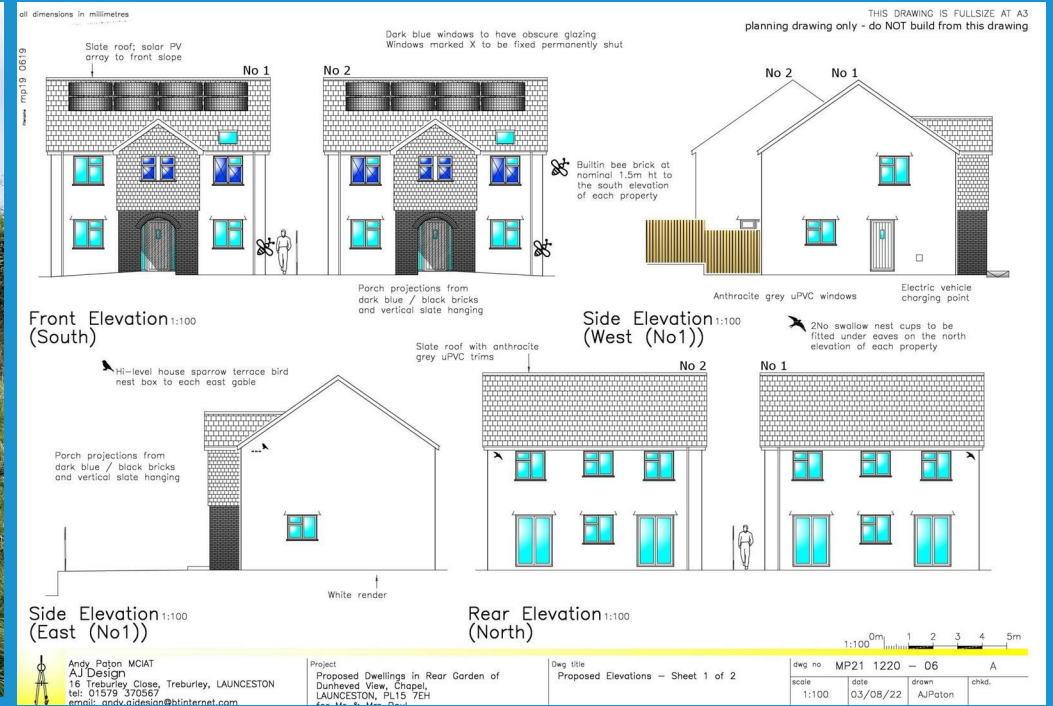 all dimensions in millimetres
THIS DRAWING IS FULLSIZE AT A3
planning drawing only - do NOT build from this drawing
filename mp19 0619
Slate roof; solar PV
array to front slope
Dark blue windows to have obscure glazing
Windows marked X to be fixed permanently shut
No 1
No 2
No 2
No 1
Builtin bee brick at
nominal 1.5m ht to
the south elevation
of each property
Porch projections from
dark blue / black bricks
and vertical slate hanging
Anthracite grey uPVC windows
Electric vehicle
charging point
Front Elevation 1:100
(South)
Side Elevation 1:100
(West (No1))
2No swallow nest cups to be
fitted under eaves on the north
elevation of each property
Slate roof with anthracite
grey uPVC trims
Hi-level house sparrow terrace bird
nest box to each east gable
No 2
No 1
Porch projections from
dark blue / black bricks
and vertical slate hanging
White render
Side Elevation 1:100
(East (No1))
Rear Elevation 1:100
(North)
1:100 0m 1 2 3 4 5m
Andy Paton MCIAT
AJ Design
16 Treburley Close, Treburley, LAUNCESTON
tel: 01579 370567
email: andy.ajdesign@btinternet.com
Project
Proposed Dwellings in Rear Garden of
Dunheved View, Chapel,
LAUNCESTON, PL15 7EH
for Mr & Mrs Paul
Dwg title
Proposed Elevations - Sheet 1 of 2
dwg no MP21 1220 - 06 A
scale date drawn chkd.
1:100 03/08/22 AJPaton